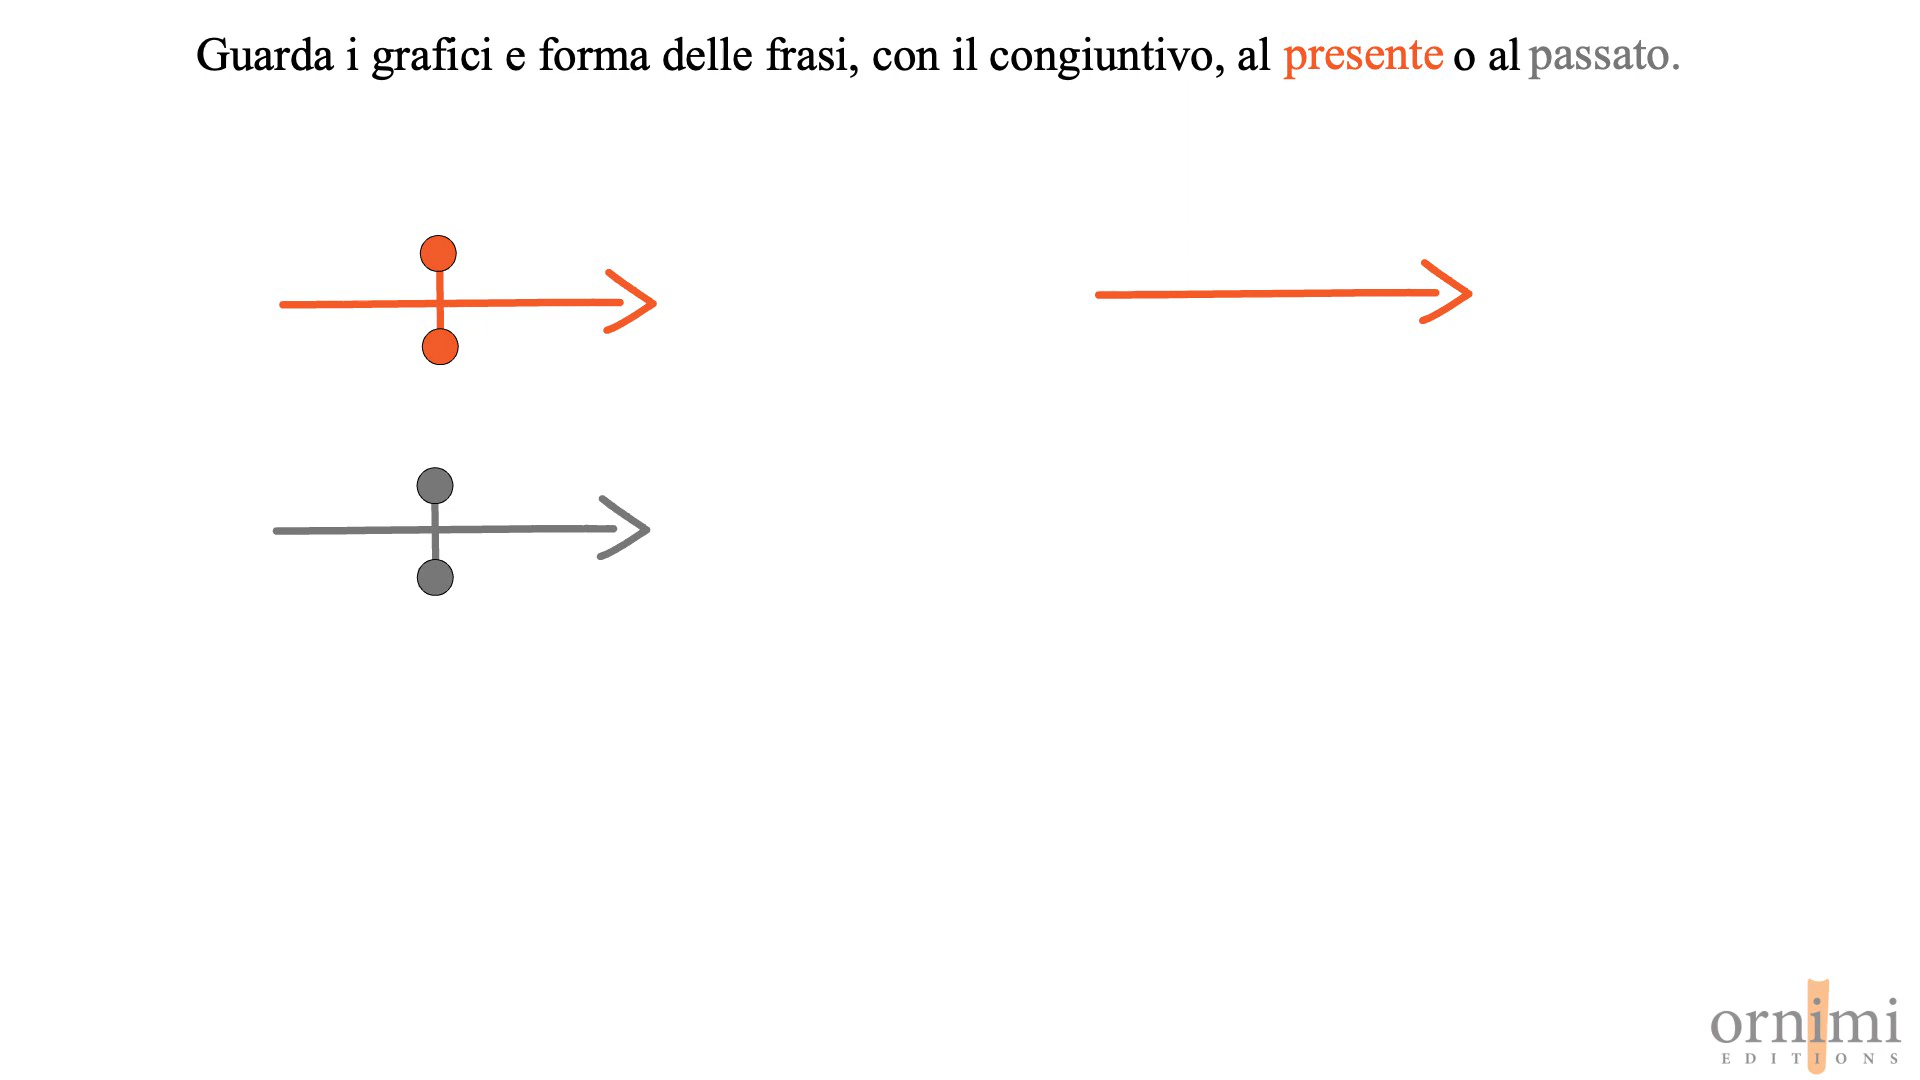 Guarda i grafici e forma delle frasi, con il congiuntivo, al presente o al passato.
ornimi
EDITIONS